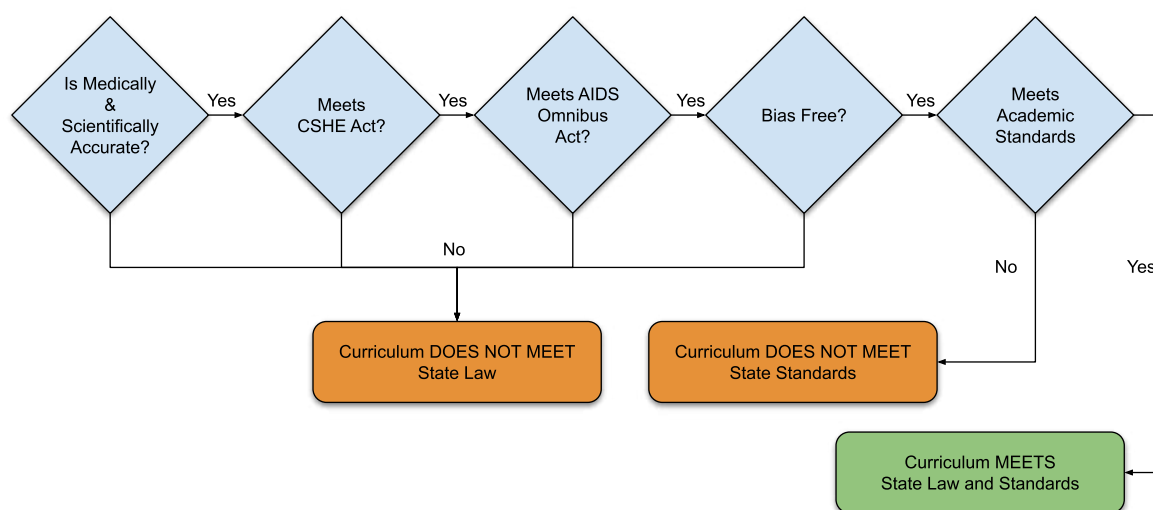 Is Medically
&
Scientifically
Accurate?
Yes
Meets
CSHE Act?
Yes
Meets AIDS
Omnibus
Act?
Yes
Bias Free?
Yes
Meets
Academic
Standards
No
No
Yes
Curriculum DOES NOT MEET
State Law
Curriculum DOES NOT MEET
State Standards
Curriculum MEETS
State Law and Standards